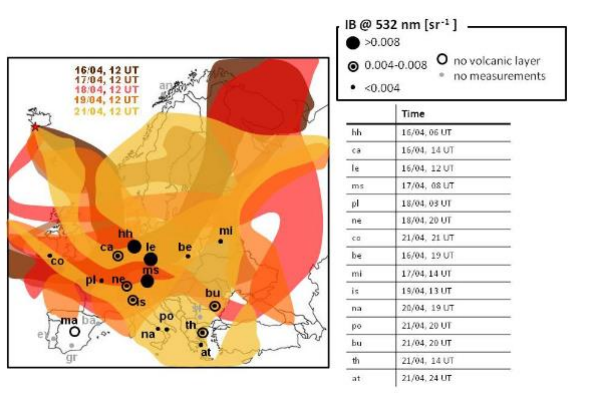 IB @ 532 nm [sr⁻¹]
>0.008
0.004-0.008
no volcanic layer
no measurements
<0.004
16/04, 12 UT
17/04, 12 UT
18/04, 12 UT
19/04, 12 UT
21/04, 12 UT
an
hh
ca
le
be
mi
co
pl
ne
ms
is
bu
ma
ba
po
na
th
at
gr
Time
hh 16/04, 06 UT
ca 16/04, 14 UT
le 16/04, 12 UT
ms 17/04, 08 UT
pl 18/04, 03 UT
ne 18/04, 20 UT
co 21/04, 21 UT
be 16/04, 19 UT
mi 17/04, 14 UT
is 19/04, 13 UT
na 20/04, 19 UT
po 21/04, 20 UT
bu 21/04, 20 UT
th 21/04, 14 UT
at 21/04, 24 UT